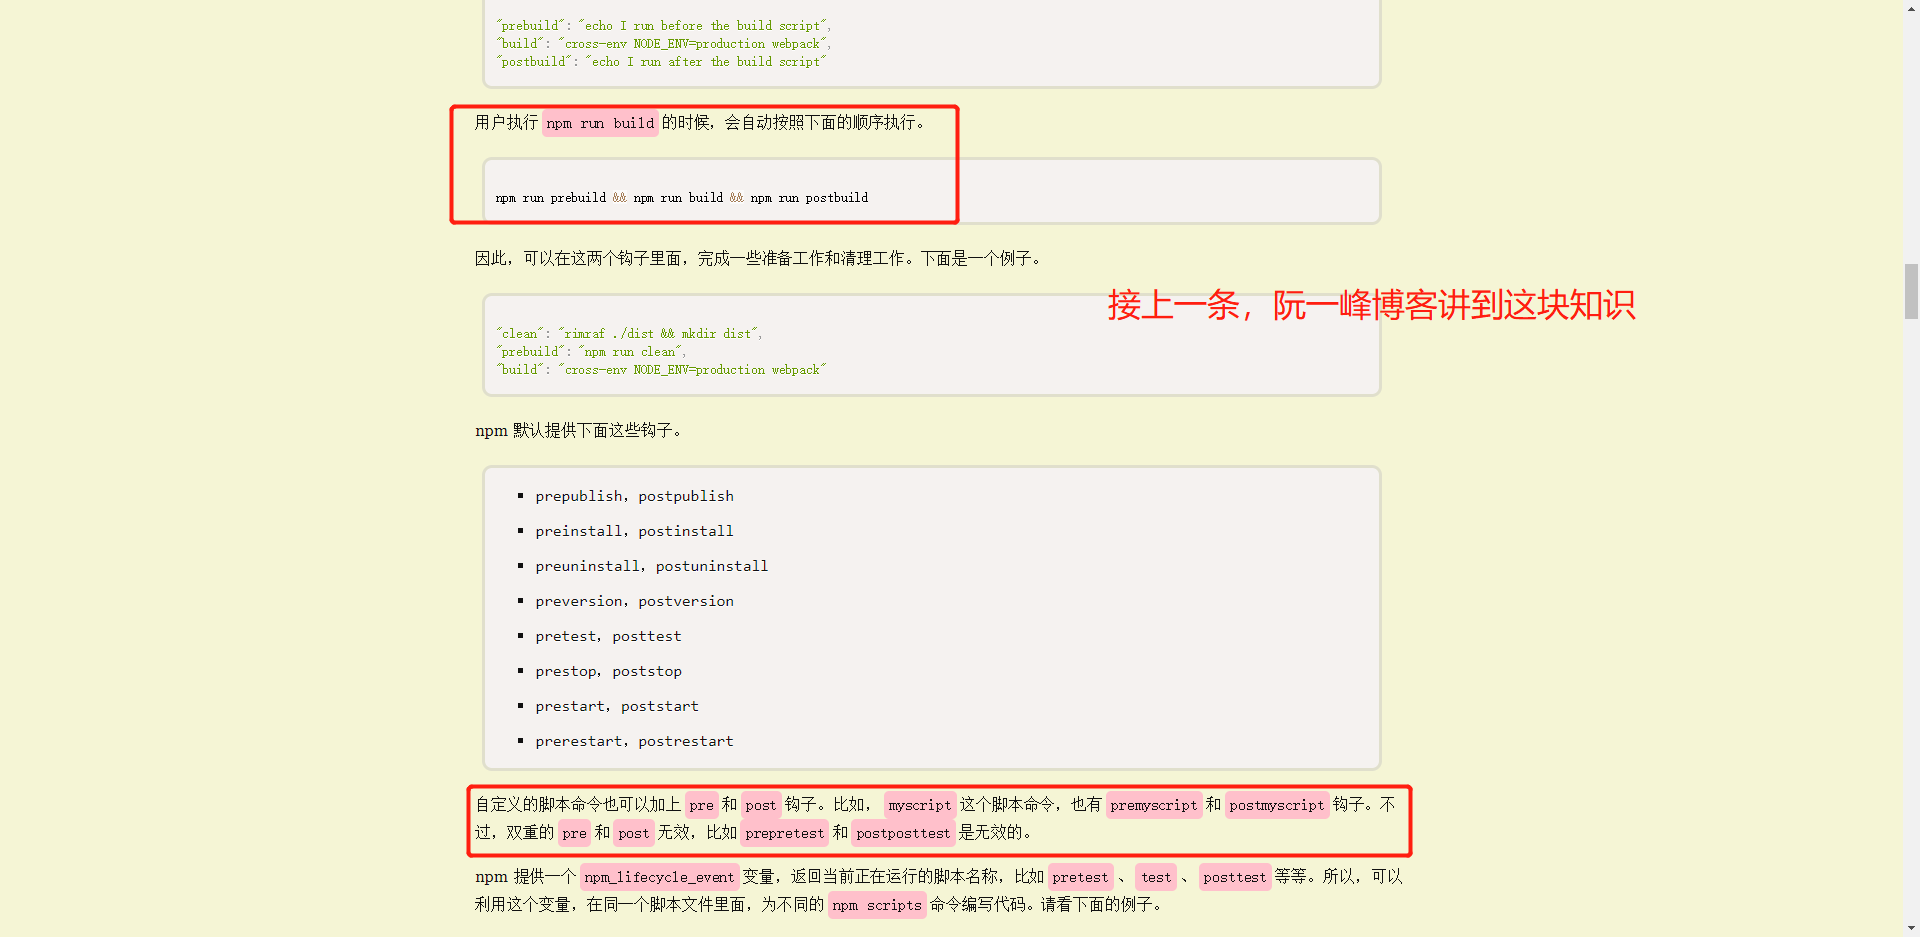 "prebuild": "echo I run before the build script",
"build": "cross-env NODE_ENV=production webpack",
"postbuild": "echo I run after the build script"
用户执行 npm run build 的时候，会自动按照下面的顺序执行。
npm run prebuild && npm run build && npm run postbuild
因此，可以在这两个钩子里面，完成一些准备工作和清理工作。下面是一个例子。
接上一条，阮一峰博客讲到这块知识
"clean": "rimraf ./dist && mkdir dist",
"prebuild": "npm run clean",
"build": "cross-env NODE_ENV=production webpack"
npm 默认提供下面这些钩子。
▪ prepublish, postpublish
▪ preinstall, postinstall
▪ preuninstall, postuninstall
▪ preversion, postversion
▪ pretest, posttest
▪ prestop, poststop
▪ prestart, poststart
▪ prerestart, postrestart
自定义的脚本命令也可以加上 pre 和 post 钩子。比如， myscript 这个脚本命令，也有 premyscript 和 postmyscript 钩子。不
过，双重的 pre 和 post 无效，比如 prepretest 和 postposttest 是无效的。
npm 提供一个 npm_lifecycle_event 变量，返回当前正在运行的脚本名称，比如 pretest 、 test 、 posttest 等等。所以，可以
利用这个变量，在同一个脚本文件里面，为不同的 npm scripts 命令编写代码。请看下面的例子。